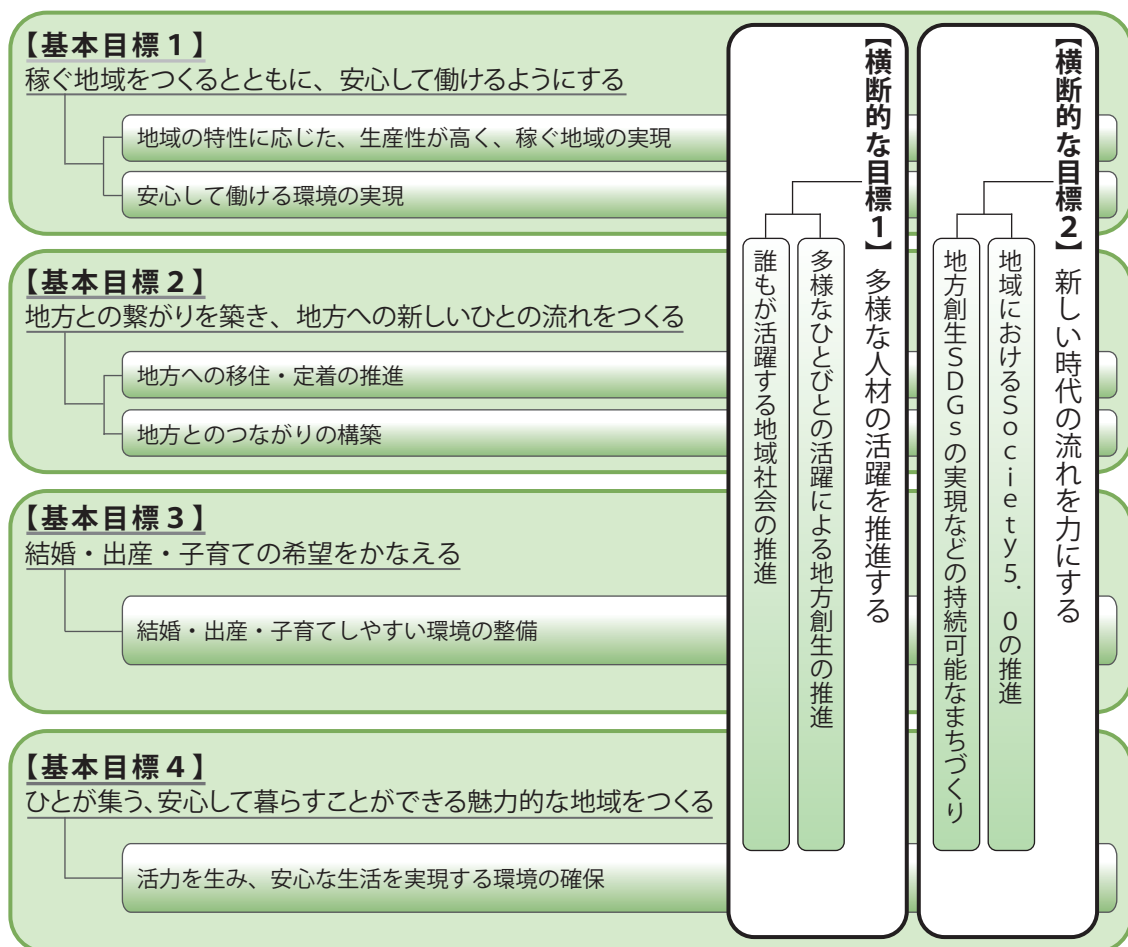 【基本目標1】
稼ぐ地域をつくるとともに、安心して働けるようにする
地域の特性に応じた、生産性が高く、稼ぐ地域の実現
安心して働ける環境の実現
【基本目標2】
地方との繋がりを築き、地方への新しいひとの流れをつくる
地方への移住・定着の推進
地方とのつながりの構築
【基本目標3】
結婚・出産・子育ての希望をかなえる
結婚・出産・子育てしやすい環境の整備
【基本目標4】
ひとが集う、安心して暮らすことができる魅力的な地域をつくる
活力を生み、安心な生活を実現する環境の確保
【横断的な目標1】多様な人材の活躍を推進する
多様なひとびとの活躍による地方創生の推進
誰もが活躍する地域社会の推進
【横断的な目標2】新しい時代の流れを力にする
地域におけるSociety5.0の推進
地方創生SDGsの実現などの持続可能なまちづくり